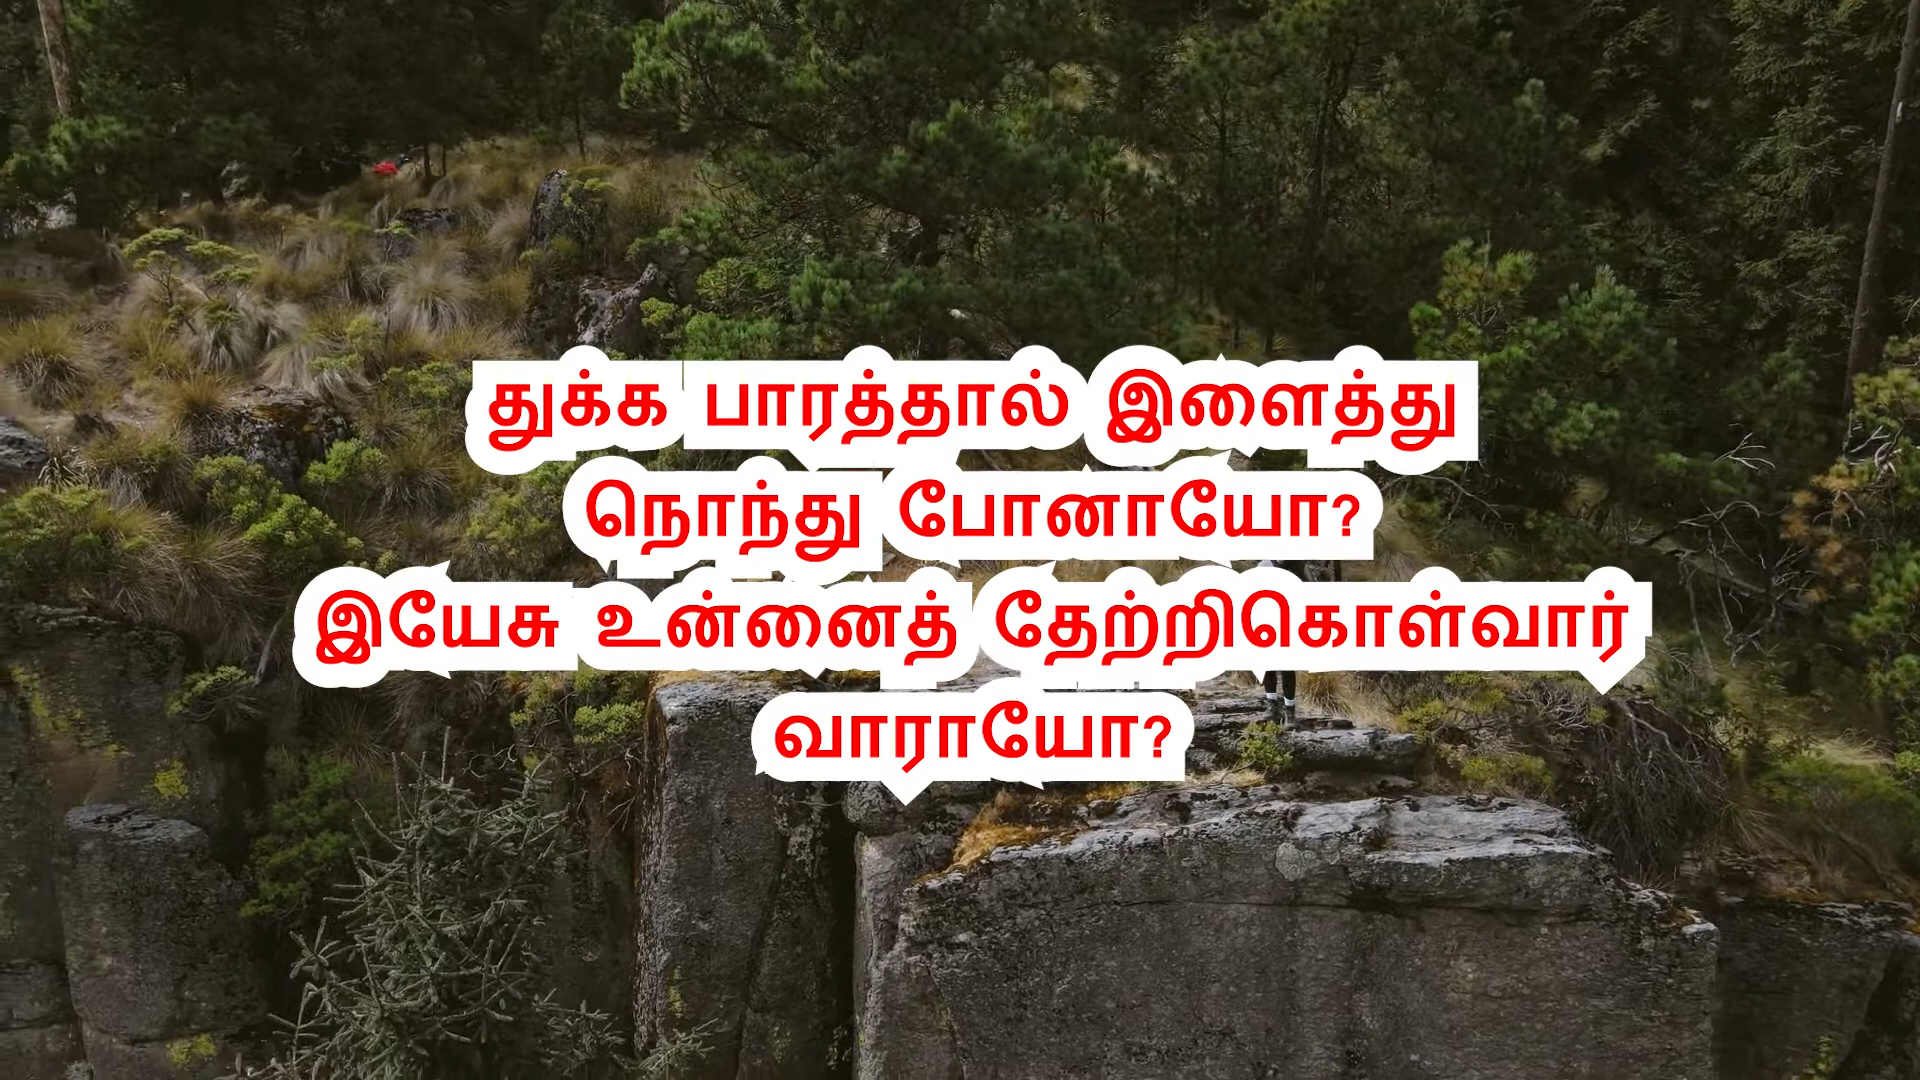 துக்க பாரத்தால் இளைத்து
நொந்து போனாயோ?
இயேசு உன்னைத் தேற்றிகொள்வார்
வாராயோ?